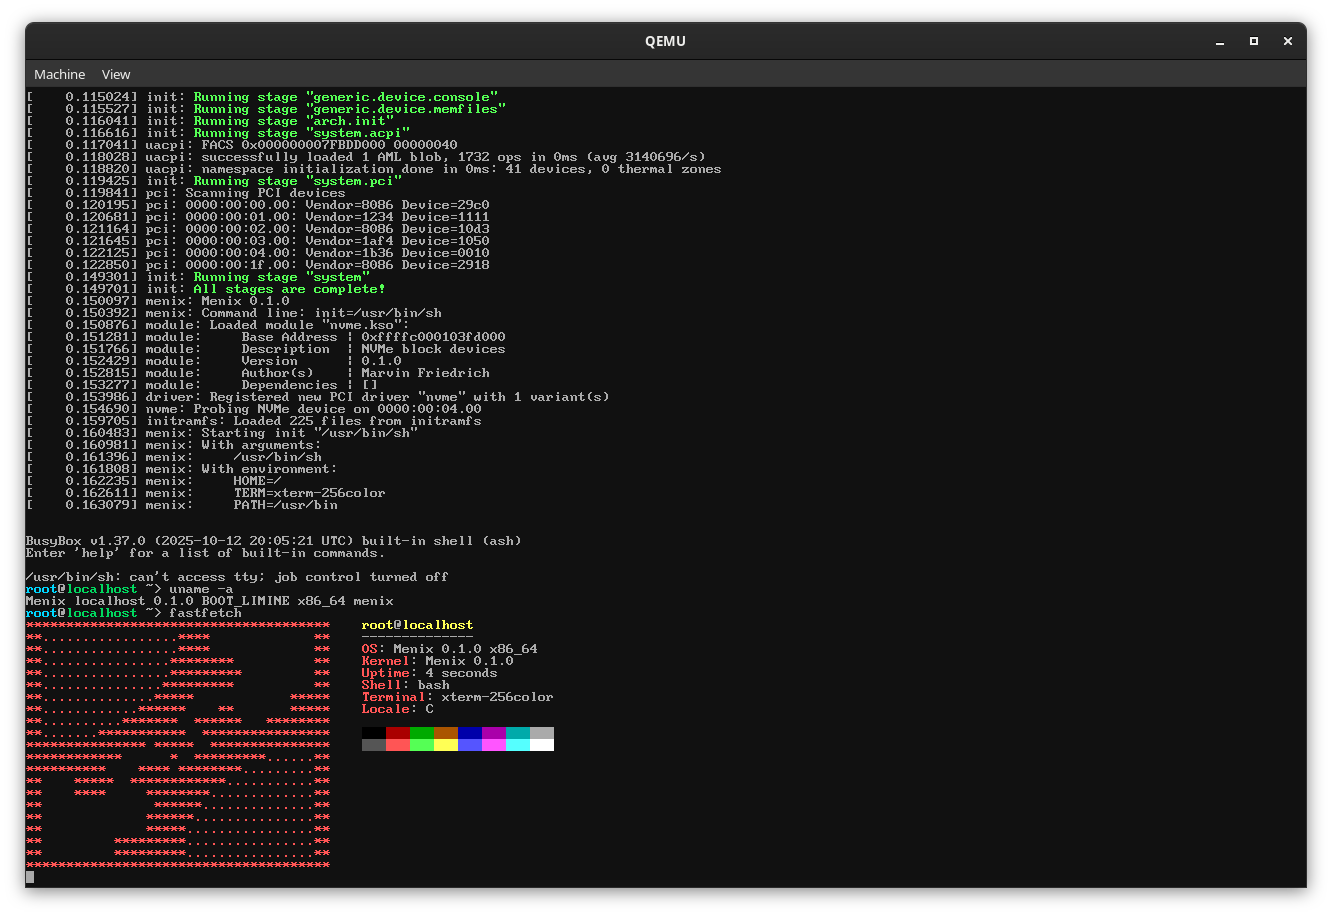 QEMU
Machine View
[    0.115024] init: Running stage "generic.device.console"
[    0.115527] init: Running stage "generic.device.memfiles"
[    0.116041] init: Running stage "arch.init"
[    0.116616] init: Running stage "system.acpi"
[    0.117041] uacpi: FACS 0x000000007FBDD000 00000040
[    0.118028] uacpi: successfully loaded 1 AML blob, 1732 ops in 0ms (avg 3140696/s)
[    0.118820] uacpi: namespace initialization done in 0ms: 41 devices, 0 thermal zones
[    0.119425] init: Running stage "system.pci"
[    0.119841] pci: Scanning PCI devices
[    0.120195] pci: 0000:00:00.00: Vendor=8086 Device=29c0
[    0.120681] pci: 0000:00:01.00: Vendor=1234 Device=1111
[    0.121164] pci: 0000:00:02.00: Vendor=8086 Device=10d3
[    0.121645] pci: 0000:00:03.00: Vendor=1af4 Device=1050
[    0.122125] pci: 0000:00:04.00: Vendor=1b36 Device=0010
[    0.122850] pci: 0000:00:1f.00: Vendor=8086 Device=2918
[    0.149301] init: Running stage "system"
[    0.149701] init: All stages are complete!
[    0.150097] menix: Menix 0.1.0
[    0.150392] menix: Command line: init=/usr/bin/sh
[    0.150876] module: Loaded module "nvme.kso":
[    0.151281] module:     Base Address | 0xffffc000103fd000
[    0.151766] module:     Description  | NVMe block devices
[    0.152429] module:     Version      | 0.1.0
[    0.152815] module:     Author(s)    | Marvin Friedrich
[    0.153277] module:     Dependencies | []
[    0.153986] driver: Registered new PCI driver "nvme" with 1 variant(s)
[    0.154690] nvme: Probing NVMe device on 0000:00:04.00
[    0.159705] initramfs: Loaded 225 files from initramfs
[    0.160483] menix: Starting init "/usr/bin/sh"
[    0.160981] menix: With arguments:
[    0.161396] menix:     /usr/bin/sh
[    0.161808] menix: With environment:
[    0.162235] menix:     HOME=/
[    0.162611] menix:     TERM=xterm-256color
[    0.163079] menix:     PATH=/usr/bin
BusyBox v1.37.0 (2025-10-12 20:05:21 UTC) built-in shell (ash)
Enter 'help' for a list of built-in commands.
/usr/bin/sh: can't access tty; job control turned off
root@localhost ~> uname -a
Menix localhost 0.1.0 BOOT_LIMINE x86_64 menix
root@localhost ~> fastfetch
root@localhost
--------------
OS: Menix 0.1.0 x86_64
Kernel: Menix 0.1.0
Uptime: 4 seconds
Shell: bash
Terminal: xterm-256color
Locale: C